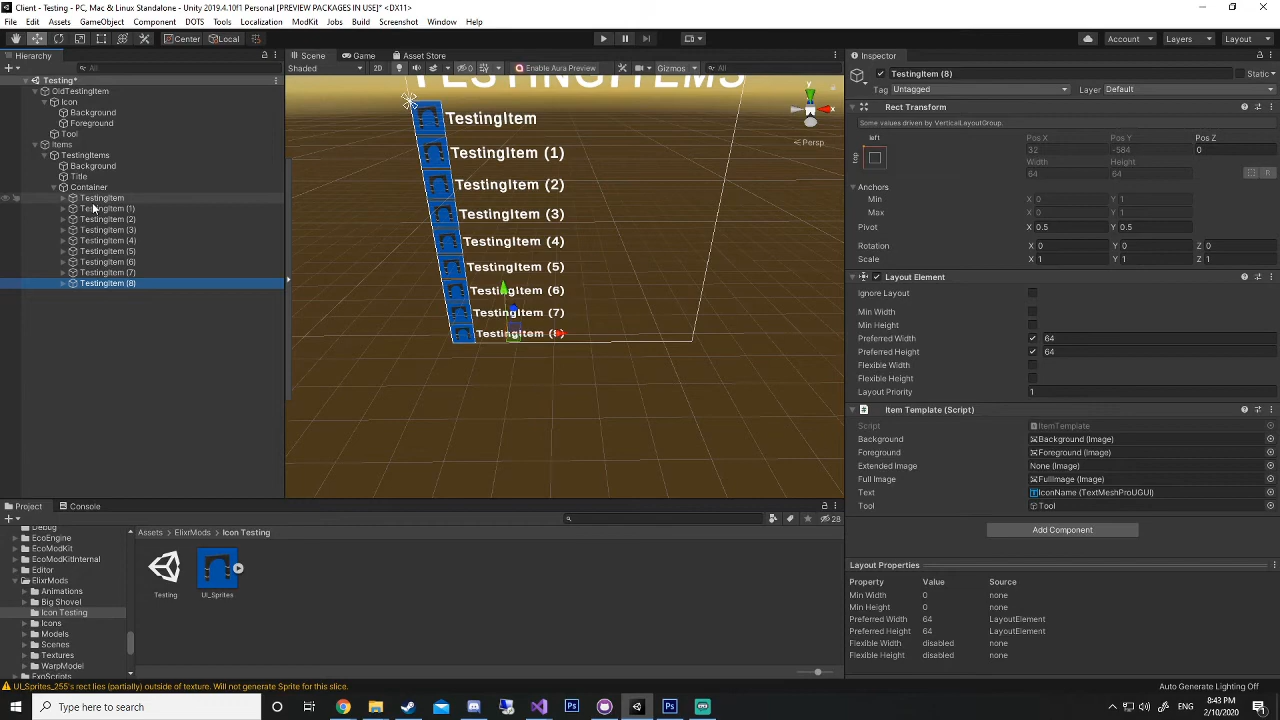 Client - Testing - PC, Mac & Linux Standalone - Unity 2019.4.10f1 Personal [PREVIEW PACKAGES IN USE]* <DX11>
File Edit Assets GameObject Component DOTS Tools Localization ModKit Jobs Build Screenshot Window Help
Center Local Account Layers Layout
Hierarchy Scene Game Asset Store Inspector
All
Shaded 2D 0 Gizmos Enable Aura Preview All
Testing*
OldTestingItem
Icon
Background
Foreground
Tool
Items
TestingItems
Background
Title
Container
TestingItem
TestingItem (1)
TestingItem (2)
TestingItem (3)
TestingItem (4)
TestingItem (5)
TestingItem (6)
TestingItem (7)
TestingItem (8)
TESTINGITEMS
TestingItem
TestingItem (1)
TestingItem (2)
TestingItem (3)
TestingItem (4)
TestingItem (5)
TestingItem (6)
TestingItem (7)
TestingItem (8)
y
x
Persp
TestingItem (8) Static
Tag Untagged Layer Default
Rect Transform
Some values driven by VerticalLayoutGroup.
left
top
Pos X Pos Y Pos Z
32 -584 0
Width Height
64 64
R
Anchors
Min X 0 Y 1
Max X 0 Y 1
Pivot X 0.5 Y 0.5
Rotation X 0 Y 0 Z 0
Scale X 1 Y 1 Z 1
Layout Element
Ignore Layout
Min Width
Min Height
Preferred Width 64
Preferred Height 64
Flexible Width
Flexible Height
Layout Priority 1
Item Template (Script)
Script ItemTemplate
Background Background (Image)
Foreground Foreground (Image)
Extended Image None (Image)
Full Image FullImage (Image)
Text IconName (TextMeshProUGUI)
Tool Tool
Add Component
Layout Properties
Property Value Source
Min Width 0 none
Min Height 0 none
Preferred Width 64 LayoutElement
Preferred Height 64 LayoutElement
Flexible Width disabled none
Flexible Height disabled none
Project Console
28
Debug
EcoEngine
EcoModKit
EcoModKitInternal
Editor
ElixrMods
Animations
Big Shovel
Icon Testing
Icons
Models
Scenes
Textures
WarpModel
ExoScripts
Assets > ElixrMods > Icon Testing
Testing UI_Sprites
UI_Sprites_255's rect lies (partially) outside of texture. Will not generate Sprite for this slice.
Auto Generate Lighting Off
Type here to search
8:43 PM
2/10/2020